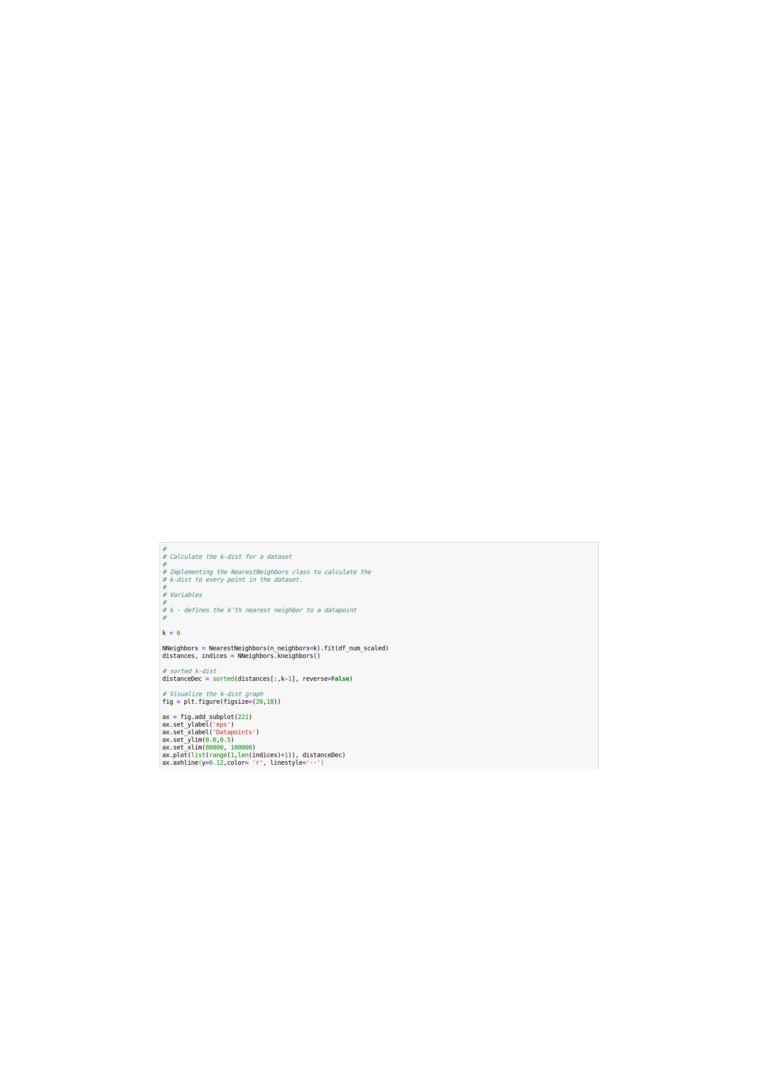 #
# Calculate the k-dist for a dataset
#
# Implementing the NearestNeighbors class to calculate the
# k-dist to every point in the dataset.
#
# Variables
#
# k - defines the k'th nearest neighbor to a datapoint
#
k = 6
NNeighbors = NearestNeighbors(n_neighbors=k).fit(df_num_scaled)
distances, indices = NNeighbors.kneighbors()
# sorted k-dist
distanceDec = sorted(distances[:,k-1], reverse=False)
# Visualize the k-dist graph
fig = plt.figure(figsize=(20,18))
ax = fig.add_subplot(221)
ax.set_ylabel('eps')
ax.set_xlabel('Datapoints')
ax.set_ylim(0.0,0.5)
ax.set_xlim(80000, 100000)
ax.plot(list(range(1,len(indices)+1)), distanceDec)
ax.axhline(y=0.12,color= 'r', linestyle='--')